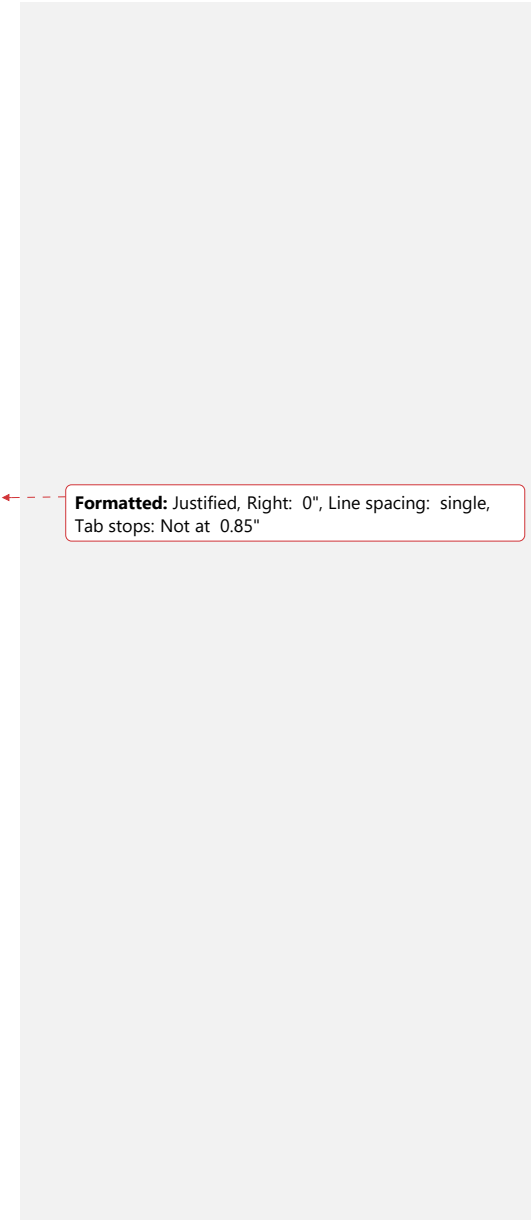 Formatted: Justified, Right:  0", Line spacing:  single,
Tab stops: Not at  0.85"